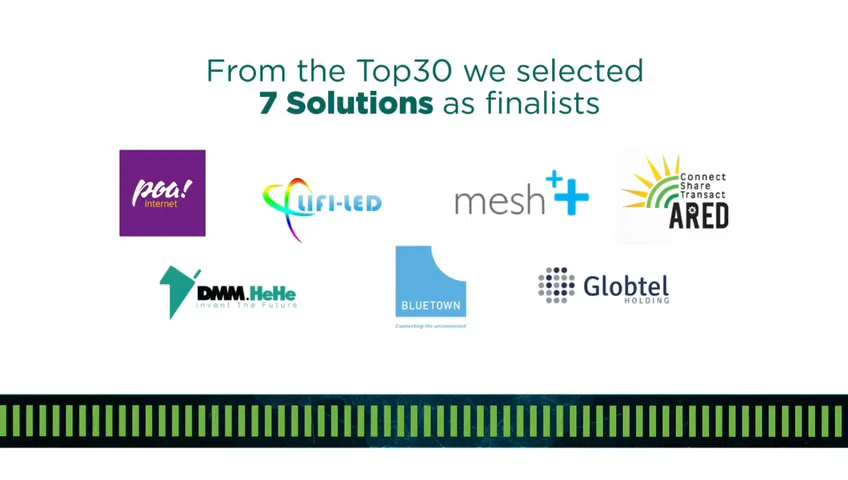 From the Top30 we selected
7 Solutions as finalists
poa!
internet
LIFI-LED
mesh++
Connect
Share
Transact
ARED
DMM.HeHe
Invent The Future
BLUETOWN
Connecting the unconnected
Globtel
HOLDING